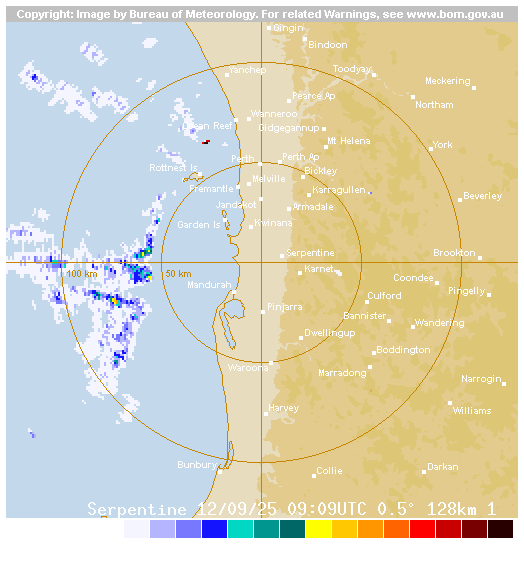 Copyright: Image by Bureau of Meteorology. For related Warnings, see www.bom.gov.au
Gingin
Bindoon
Yanchep
Toodyay
Meckering
Pearce Ap
Northam
Wanneroo
Ocean Reef
Gidgegannup
Mt Helena
York
Perth
Perth Ap
Rottnest Is
Bickley
Melville
Fremantle
Karragullen
Beverley
Jandakot
Armadale
Garden Is
Kwinana
Serpentine
Brookton
100 km
50 km
Karnet
Coondee
Mandurah
Pingelly
Culford
Pinjarra
Bannister
Wandering
Dwellingup
Boddington
Waroona
Marradong
Narrogin
Harvey
Williams
Bunbury
Collie
Darkan
Serpentine 12/09/25 09:09UTC 0.5° 128km 1